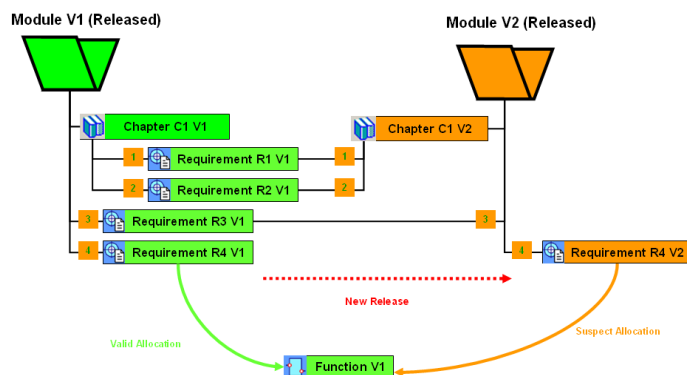 Module V1 (Released)
Module V2 (Released)
Chapter C1 V1
Chapter C1 V2
1
Requirement R1 V1
1
2
Requirement R2 V1
2
3
Requirement R3 V1
3
4
Requirement R4 V1
4
Requirement R4 V2
New Release
Valid Allocation
Suspect Allocation
Function V1